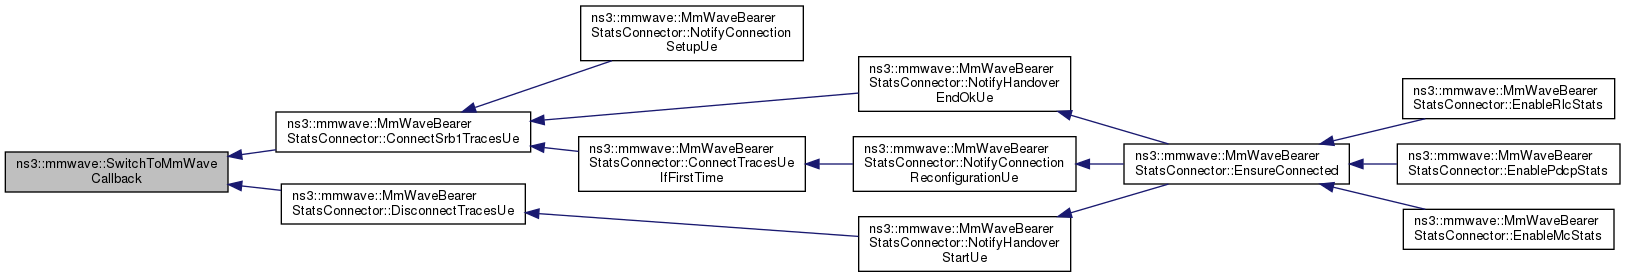 ns3::mmwave::SwitchToMmWave
Callback
ns3::mmwave::MmWaveBearer
StatsConnector::ConnectSrb1TracesUe
ns3::mmwave::MmWaveBearer
StatsConnector::DisconnectTracesUe
ns3::mmwave::MmWaveBearer
StatsConnector::NotifyConnection
SetupUe
ns3::mmwave::MmWaveBearer
StatsConnector::ConnectTracesUe
IfFirstTime
ns3::mmwave::MmWaveBearer
StatsConnector::NotifyHandover
EndOkUe
ns3::mmwave::MmWaveBearer
StatsConnector::NotifyConnection
ReconfigurationUe
ns3::mmwave::MmWaveBearer
StatsConnector::NotifyHandover
StartUe
ns3::mmwave::MmWaveBearer
StatsConnector::EnsureConnected
ns3::mmwave::MmWaveBearer
StatsConnector::EnableRlcStats
ns3::mmwave::MmWaveBearer
StatsConnector::EnablePdcpStats
ns3::mmwave::MmWaveBearer
StatsConnector::EnableMcStats